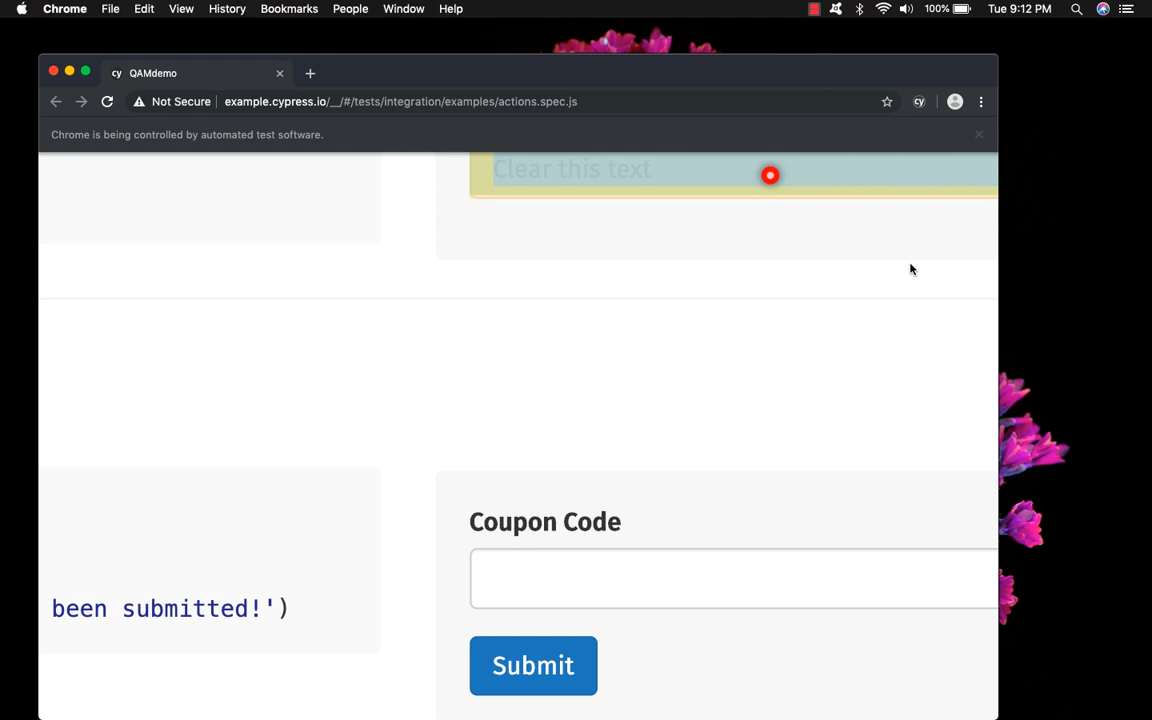 Chrome File Edit View History Bookmarks People Window Help 100% Tue 9:12 PM
cy QAMdemo
Not Secure example.cypress.io/__/#/tests/integration/examples/actions.spec.js cy
Chrome is being controlled by automated test software.
Clear this text
Coupon Code
been submitted!')
Submit